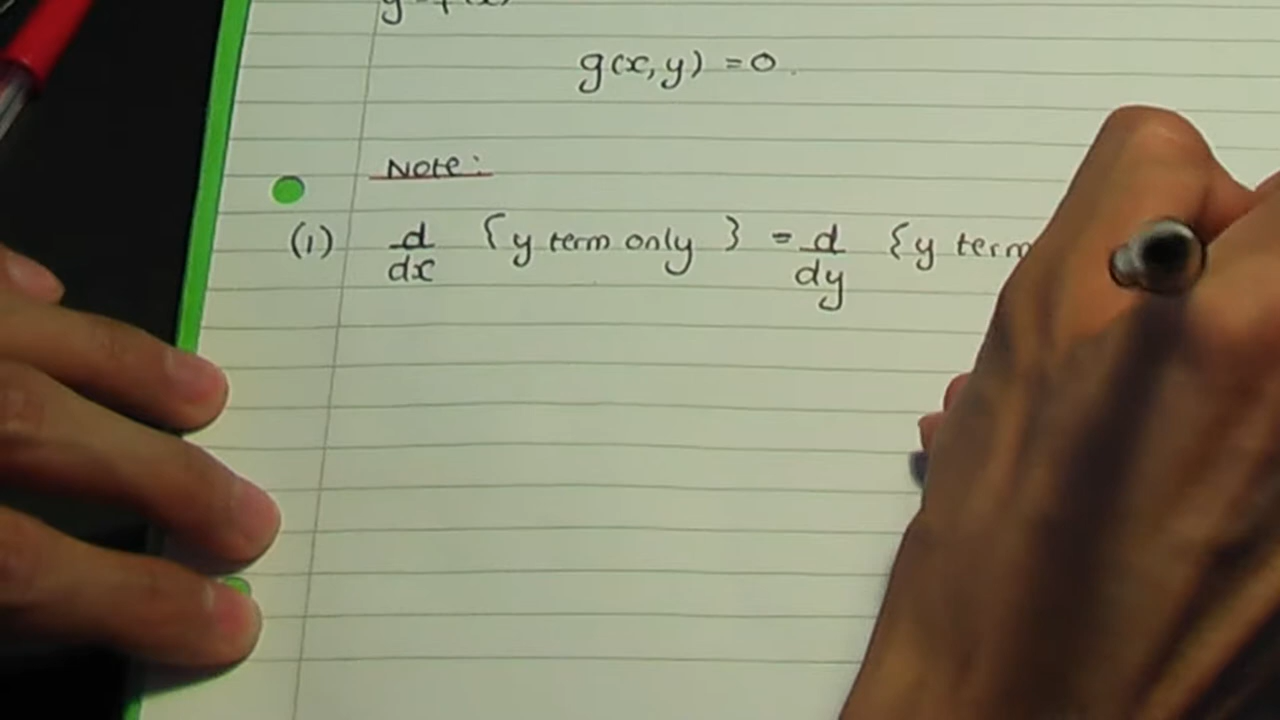 g(x,y) = 0.
Note:
(1) d/dx {y term only} = d/dy {y term